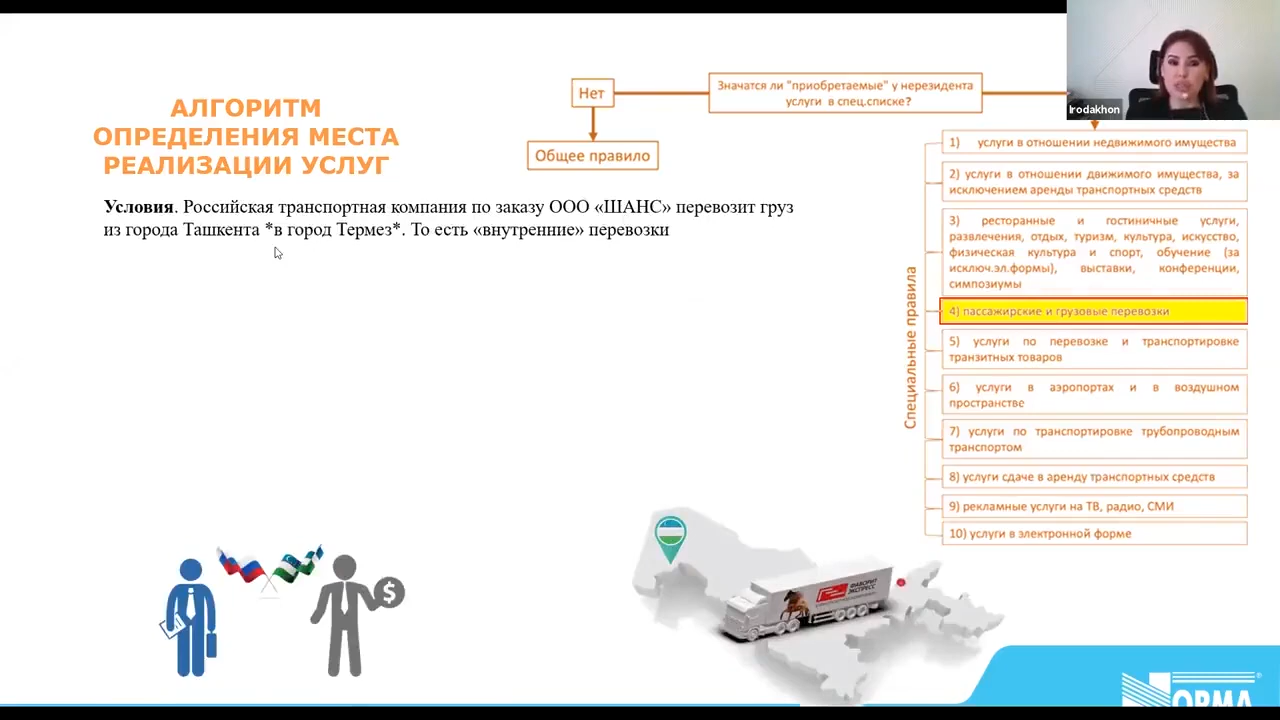 АЛГОРИТМ
ОПРЕДЕЛЕНИЯ МЕСТА
РЕАЛИЗАЦИИ УСЛУГ
Условия. Российская транспортная компания по заказу ООО «ШАНС» перевозит груз
из города Ташкента *в город Термез*. То есть «внутренние» перевозки
Нет
Значатся ли "приобретаемые" у нерезидента
услуги в спец.списке?
Общее правило
Irodakhon
Специальные правила
1) услуги в отношении недвижимого имущества
2) услуги в отношении движимого имущества, за
исключением аренды транспортных средств
3) ресторанные и гостиничные услуги,
развлечения, отдых, туризм, культура, искусство,
физическая культура и спорт, обучение (за
исключ.эл.формы), выставки, конференции,
симпозиумы
4) пассажирские и грузовые перевозки
5) услуги по перевозке и транспортировке
транзитных товаров
6) услуги в аэропортах и в воздушном
пространстве
7) услуги по транспортировке трубопроводным
транспортом
8) услуги сдаче в аренду транспортных средств
9) рекламные услуги на ТВ, радио, СМИ
10) услуги в электронной форме
ФАВОРИТ
ЭКСПРЕСС
ОРМА